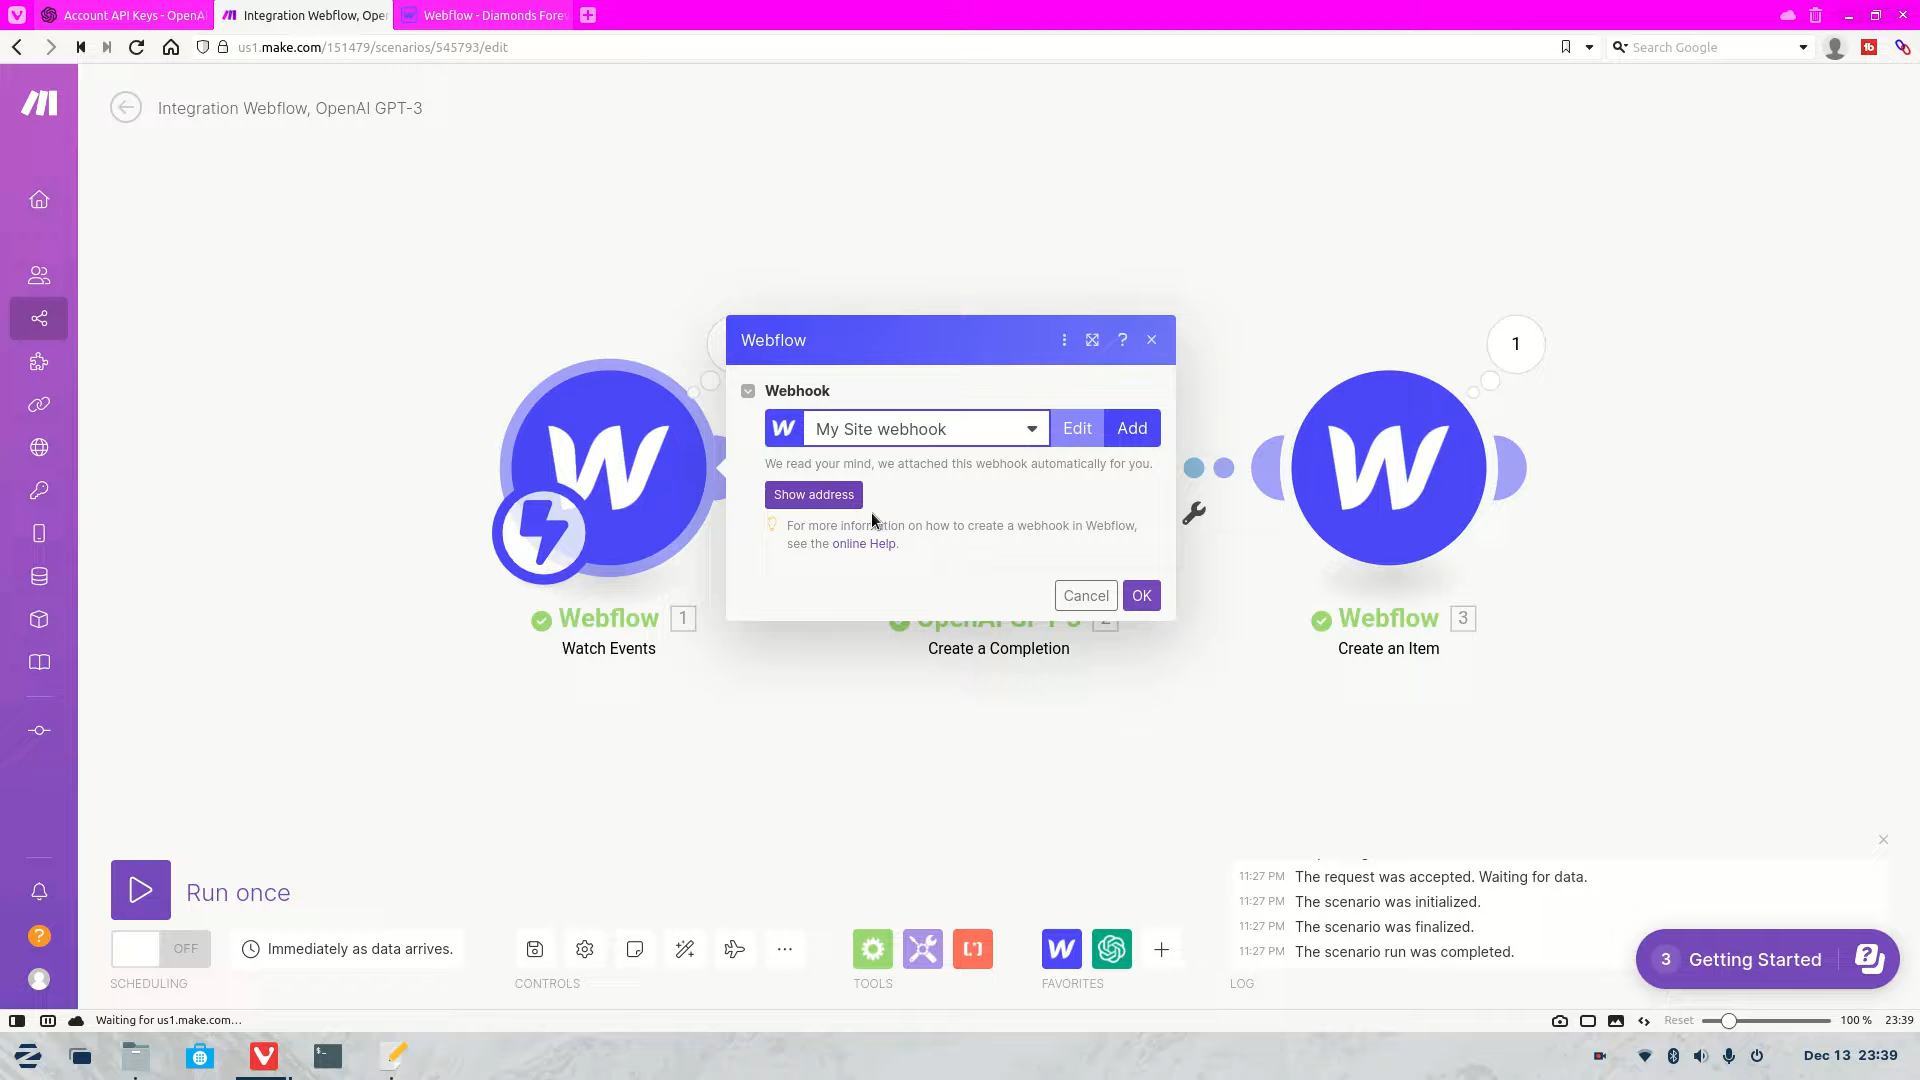 Account API Keys - OpenAI
Integration Webflow, Oper
Webflow - Diamonds Forev
us1.make.com/151479/scenarios/545793/edit
Search Google
Integration Webflow, OpenAI GPT-3
Webflow
Webhook
My Site webhook
Edit
Add
We read your mind, we attached this webhook automatically for you.
Show address
For more information on how to create a webhook in Webflow,
see the online Help.
Cancel
OK
1
Webflow
1
Watch Events
OpenAI GPT-3
2
Create a Completion
Webflow
3
Create an Item
Run once
OFF
Immediately as data arrives.
SCHEDULING
CONTROLS
TOOLS
FAVORITES
LOG
11:27 PM The request was accepted. Waiting for data.
11:27 PM The scenario was initialized.
11:27 PM The scenario was finalized.
11:27 PM The scenario run was completed.
3 Getting Started
Waiting for us1.make.com...
Reset
100 %
23:39
Dec 13 23:39